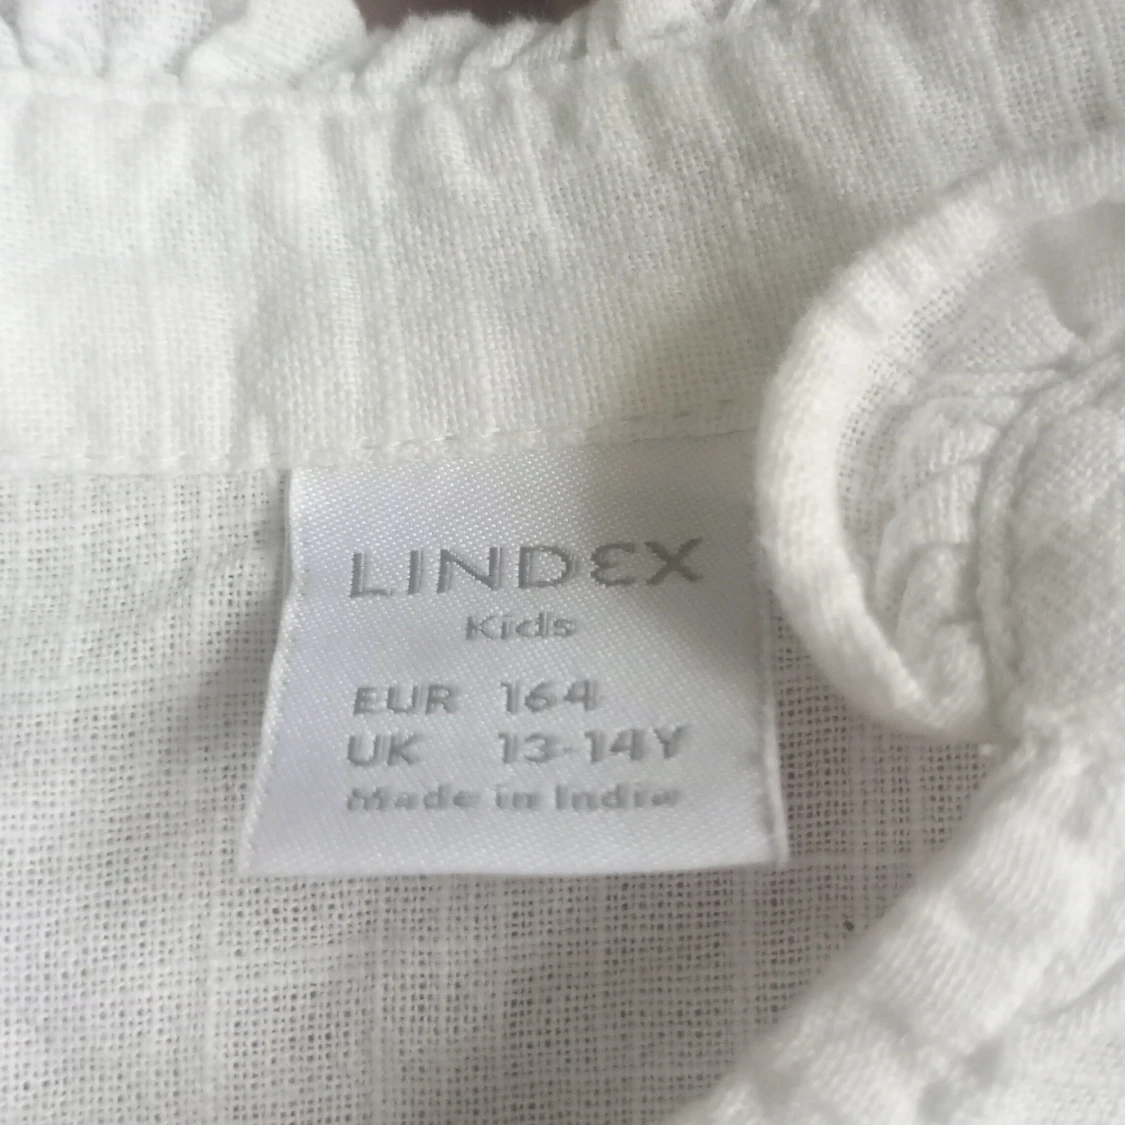 LINDEX
Kids
EUR 164
UK 13-14Y
Made in India